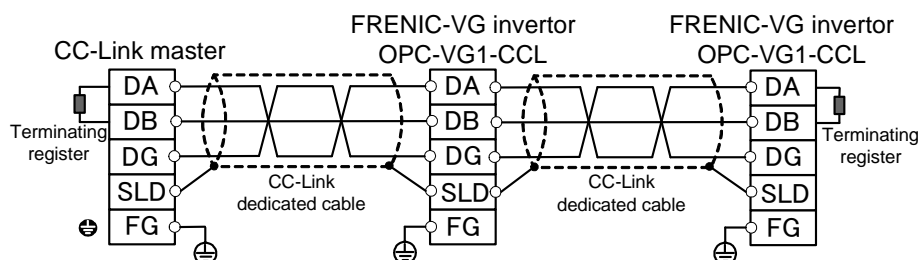 FRENIC-VG invertor
FRENIC-VG invertor
CC-Link master
OPC-VG1-CCL
OPC-VG1-CCL
DA
DA
DA
DB
DB
DB
Terminating
register
Terminating
register
DG
DG
DG
CC-Link
dedicated cable
CC-Link
dedicated cable
SLD
SLD
SLD
FG
FG
FG